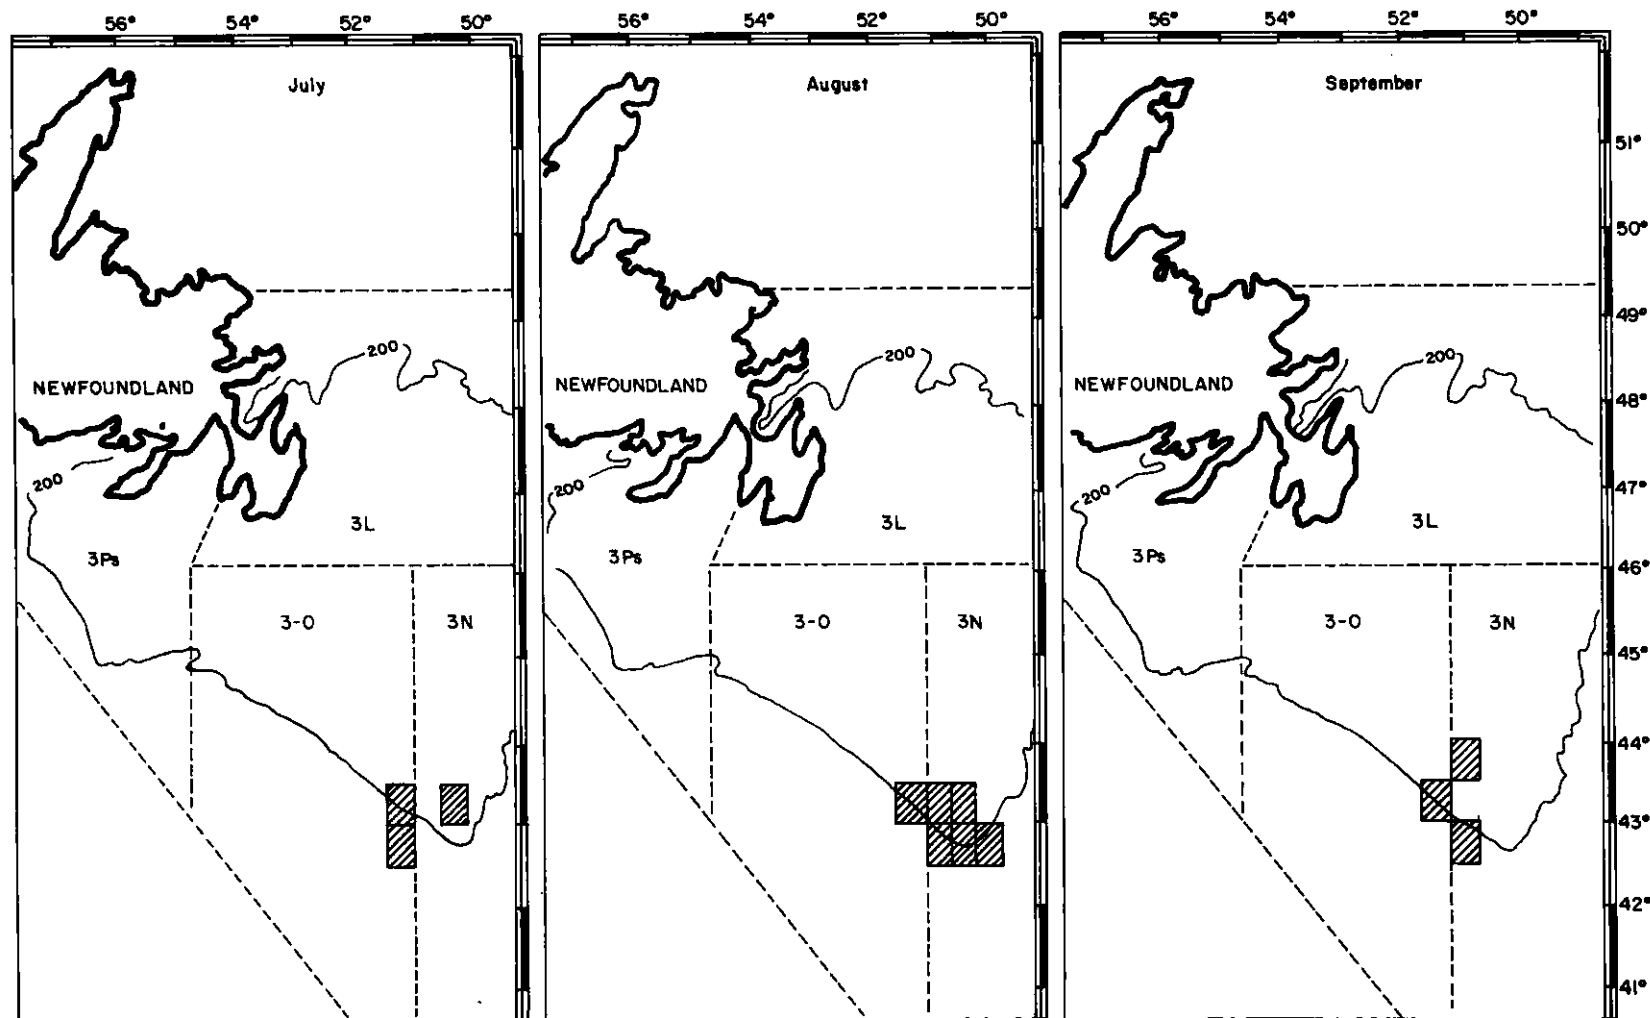 56° 54° 52° 50° 56° 54° 52° 50° 56° 54° 52° 50°
July August September
51°
50°
49°
200 200 200
NEWFOUNDLAND NEWFOUNDLAND NEWFOUNDLAND
48°
200 200 200
47°
3L 3L 3L
3Ps 3Ps 3Ps
46°
3-0 3N 3-0 3N 3-0 3N
45°
44°
43°
42°
41°